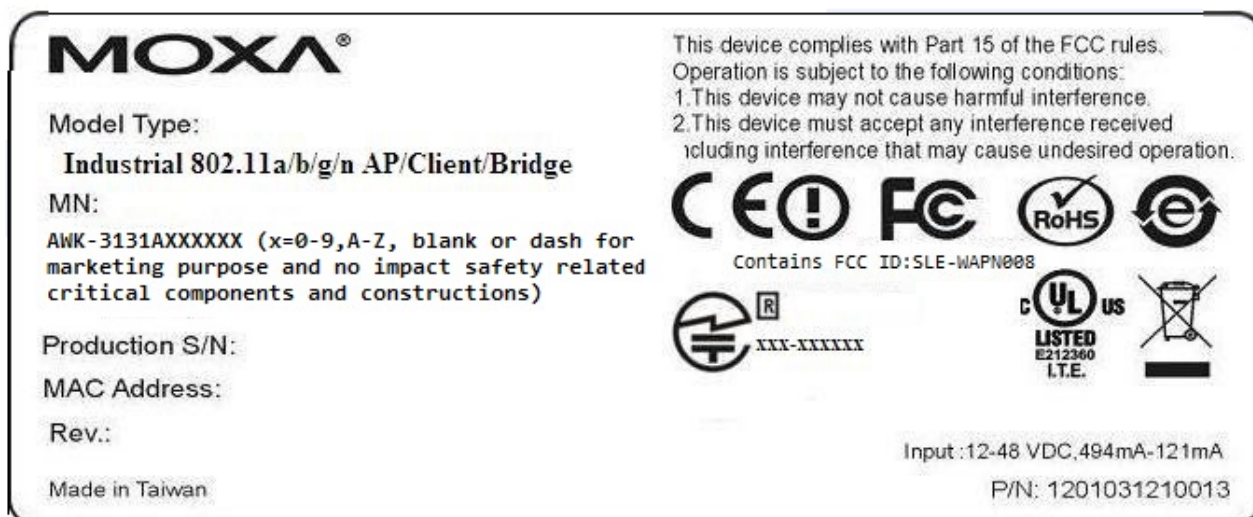 MOXA®
Model Type:
Industrial 802.11a/b/g/n AP/Client/Bridge
MN:
AWK-3131AXXXXXX (x=0-9,A-Z, blank or dash for
marketing purpose and no impact safety related
critical components and constructions)
Production S/N:
MAC Address:
Rev.:
Made in Taiwan
This device complies with Part 15 of the FCC rules.
Operation is subject to the following conditions:
1.This device may not cause harmful interference.
2.This device must accept any interference received
ncluding interference that may cause undesired operation.
CE FC RoHS e
Contains FCC ID:SLE-WAPN008
R
xxx-xxxxxx
C UL US
LISTED
E212360
I.T.E.
Input :12-48 VDC,494mA-121mA
P/N: 1201031210013